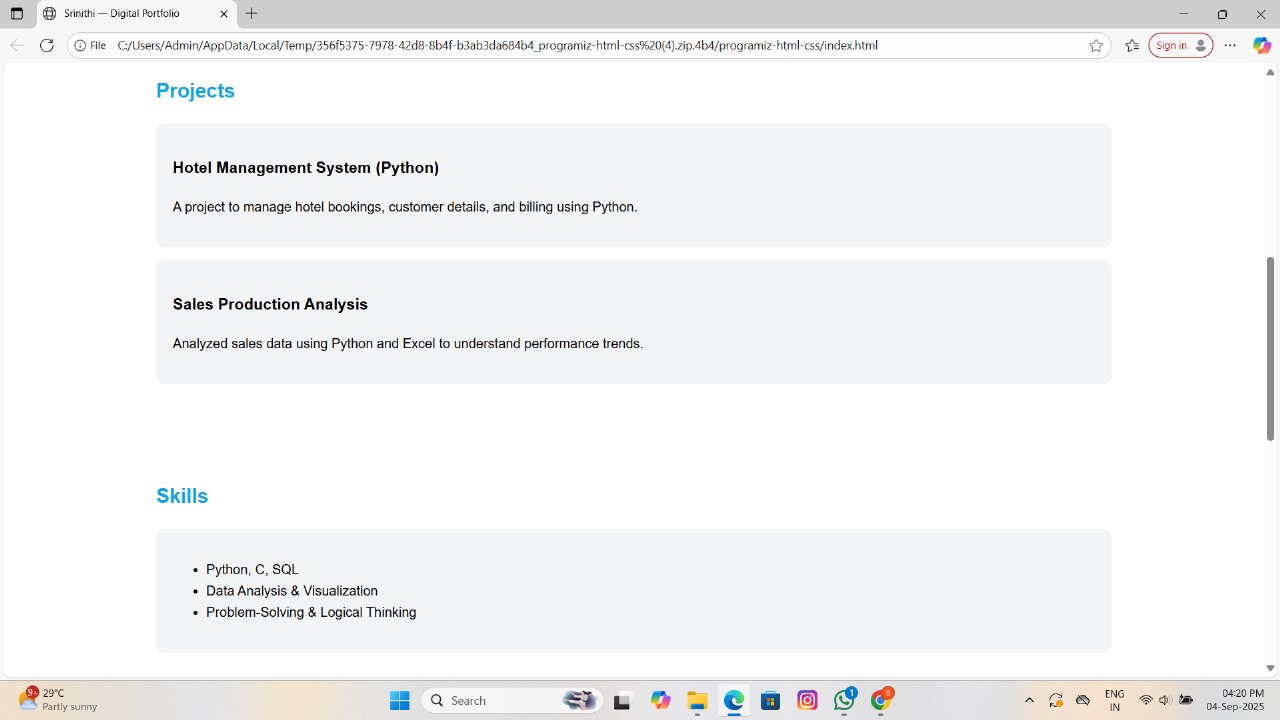 Srinithi — Digital Portfolio
File C:/Users/Admin/AppData/Local/Temp/356f5375-7978-42d8-8b4f-b3ab3da684b4_programiz-html-css%20(4).zip.4b4/programiz-html-css/index.html
Sign in
Projects
Hotel Management System (Python)
A project to manage hotel bookings, customer details, and billing using Python.
Sales Production Analysis
Analyzed sales data using Python and Excel to understand performance trends.
Skills
Python, C, SQL
Data Analysis & Visualization
Problem-Solving & Logical Thinking
9+
29°C
Partly sunny
Search
1
S
ENG
IN
04:20 PM
04-Sep-2025